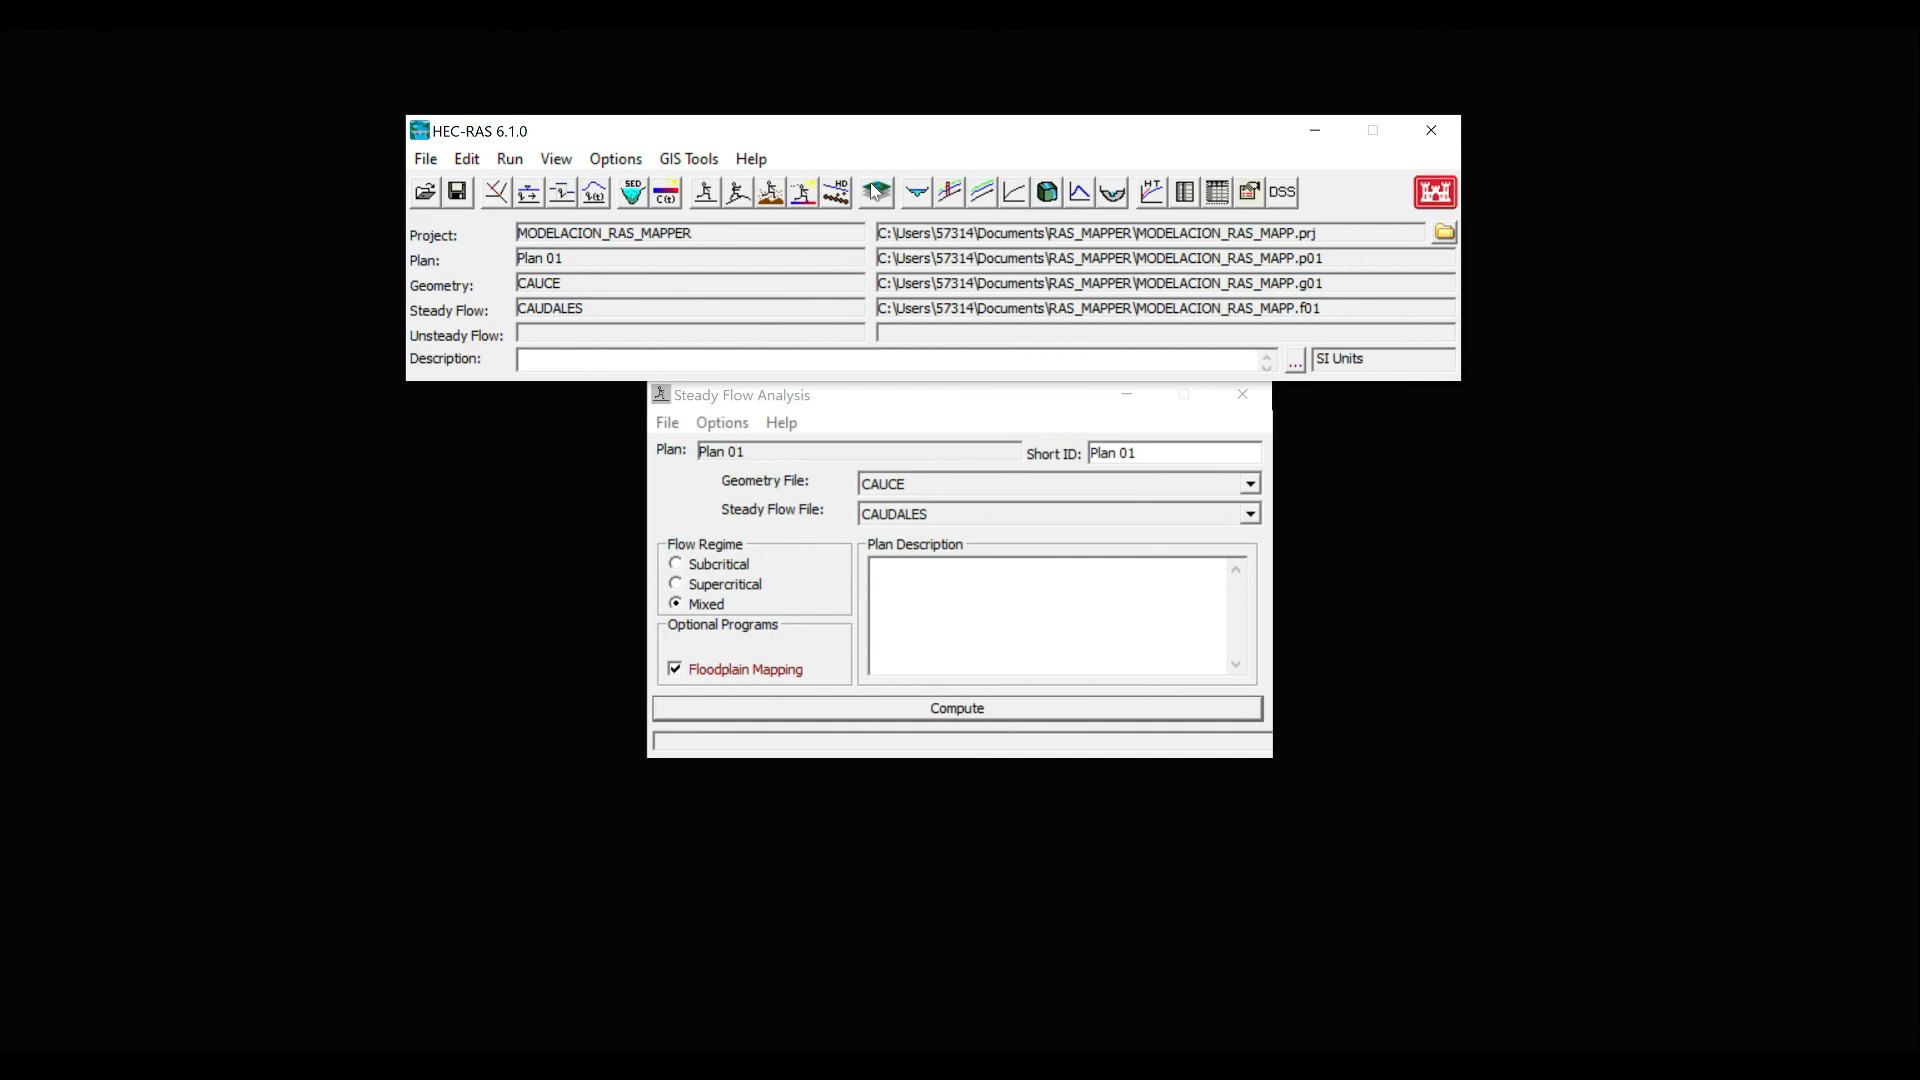 HEC-RAS 6.1.0
File Edit Run View Options GIS Tools Help
SED C(t) HD HT DSS
Project: MODELACION_RAS_MAPPER C:\Users\57314\Documents\RAS_MAPPER\MODELACION_RAS_MAPP.prj
Plan: Plan 01 C:\Users\57314\Documents\RAS_MAPPER\MODELACION_RAS_MAPP.p01
Geometry: CAUCE C:\Users\57314\Documents\RAS_MAPPER\MODELACION_RAS_MAPP.g01
Steady Flow: CAUDALES C:\Users\57314\Documents\RAS_MAPPER\MODELACION_RAS_MAPP.f01
Unsteady Flow:
Description: ... SI Units
Steady Flow Analysis
File Options Help
Plan: Plan 01 Short ID: Plan 01
Geometry File: CAUCE
Steady Flow File: CAUDALES
Flow Regime Plan Description
Subcritical
Supercritical
Mixed
Optional Programs
Floodplain Mapping
Compute